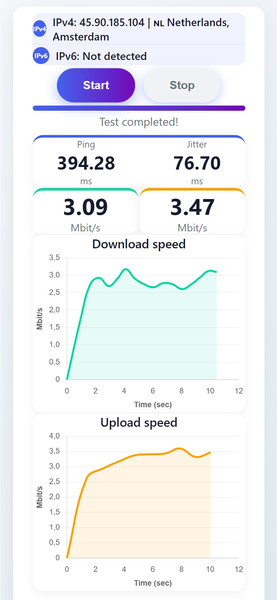 IPv4
IPv4: 45.90.185.104 | NL Netherlands,
Amsterdam
IPv6
IPv6: Not detected
Start Stop
Test completed!
Ping Jitter
394.28 76.70
ms ms
3.09 3.47
Mbit/s Mbit/s
Download speed
3,5
3,0
2,5
2,0
1,5
1,0
0,5
0
Mbit/s
0 2 4 6 8 10 12
Time (sec)
Upload speed
4,0
3,5
3,0
2,5
2,0
1,5
1,0
0,5
0
Mbit/s
0 2 4 6 8 10 12
Time (sec)